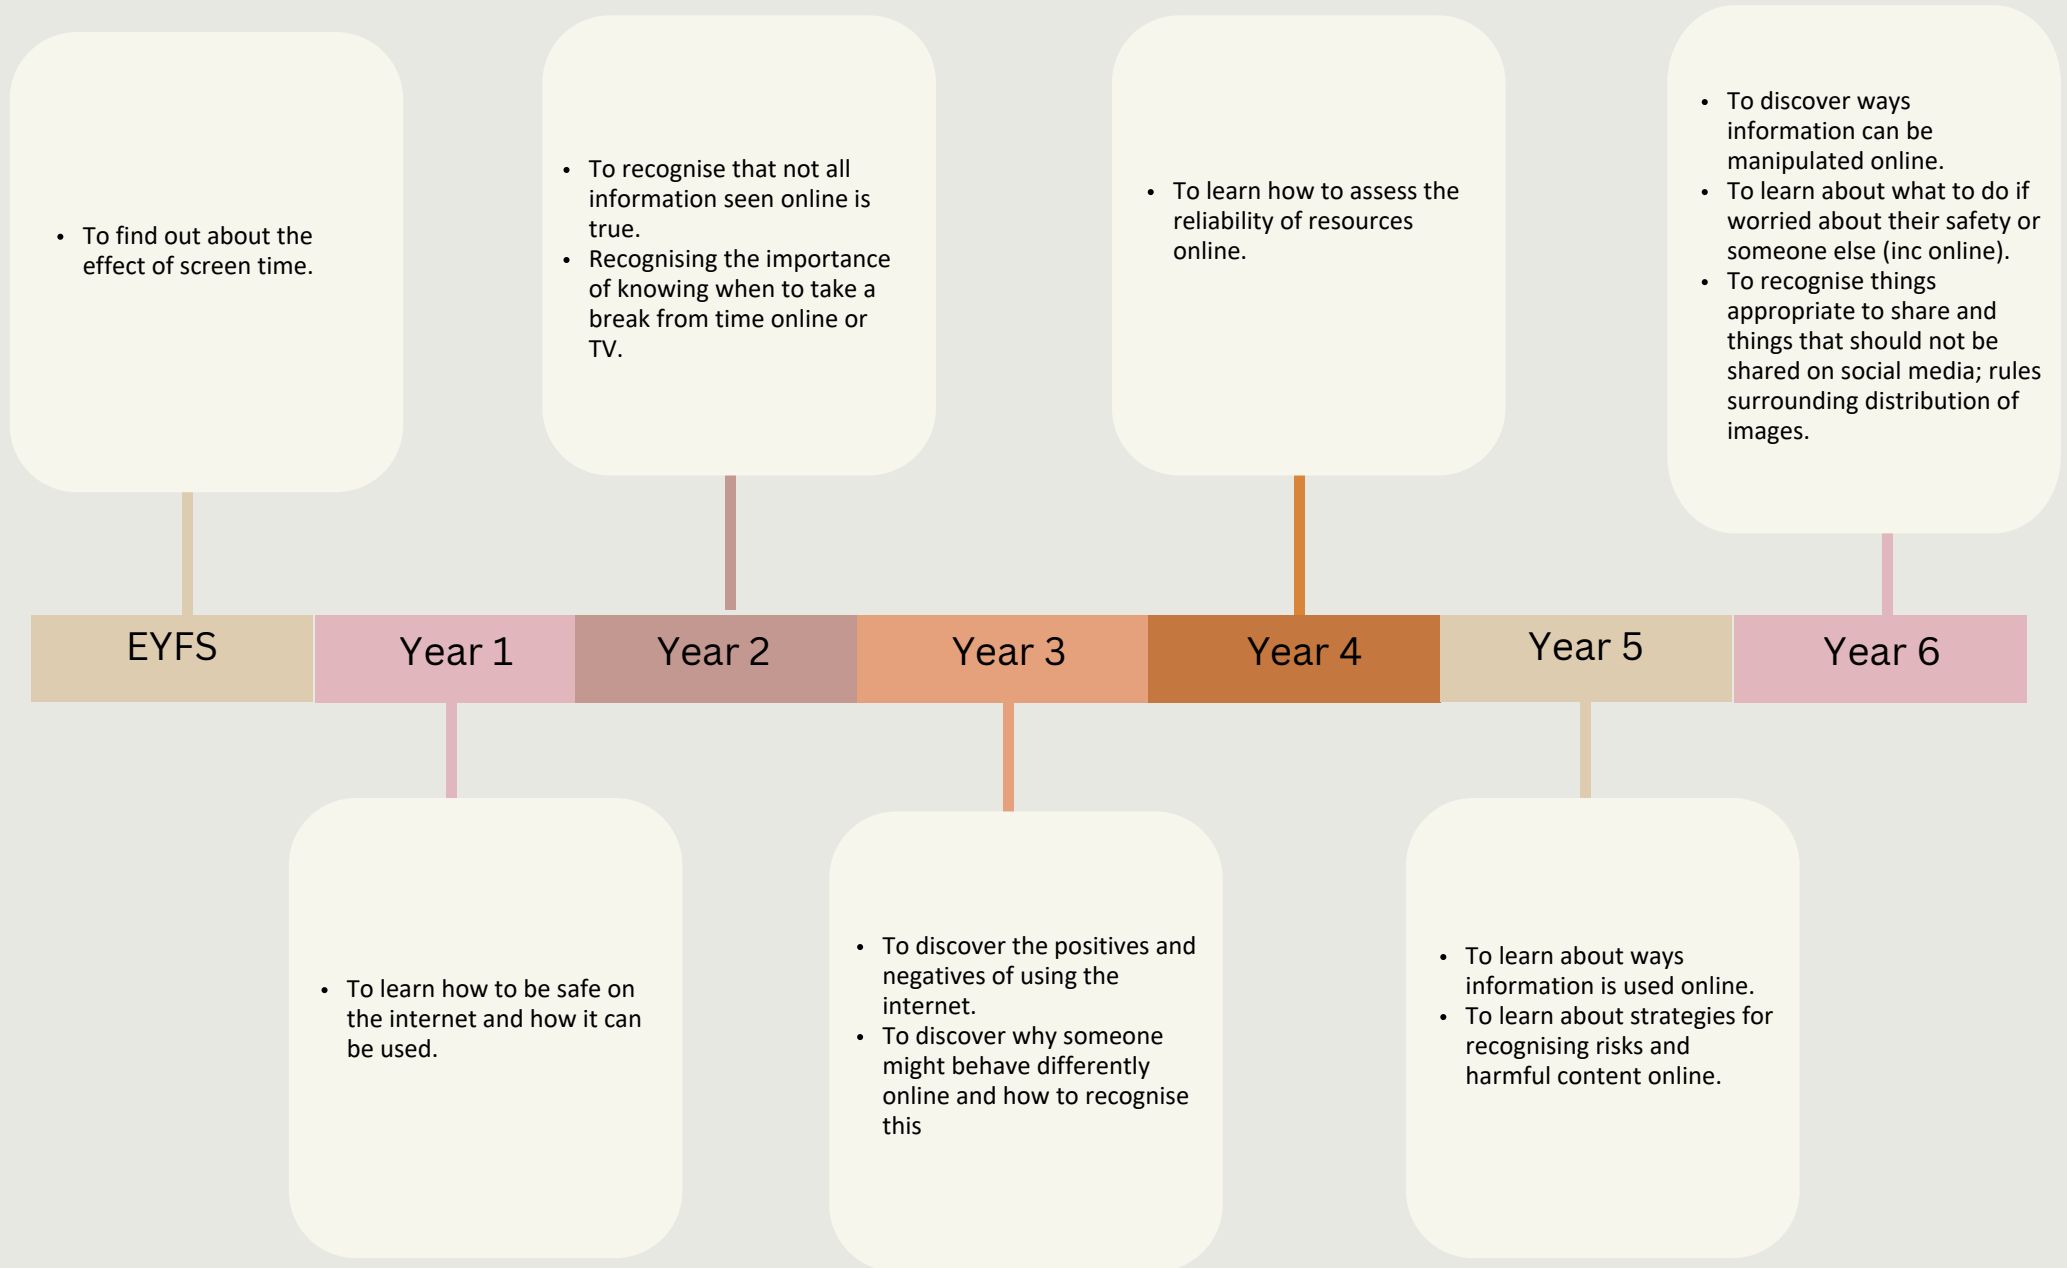 • To find out about the
effect of screen time.
• To recognise that not all
information seen online is
true.
• Recognising the importance
of knowing when to take a
break from time online or
TV.
• To learn how to assess the
reliability of resources
online.
• To discover ways
information can be
manipulated online.
• To learn about what to do if
worried about their safety or
someone else (inc online).
• To recognise things
appropriate to share and
things that should not be
shared on social media; rules
surrounding distribution of
images.
EYFS
Year 1
Year 2
Year 3
Year 4
Year 5
Year 6
• To learn how to be safe on
the internet and how it can
be used.
• To discover the positives and
negatives of using the
internet.
• To discover why someone
might behave differently
online and how to recognise
this
• To learn about ways
information is used online.
• To learn about strategies for
recognising risks and
harmful content online.